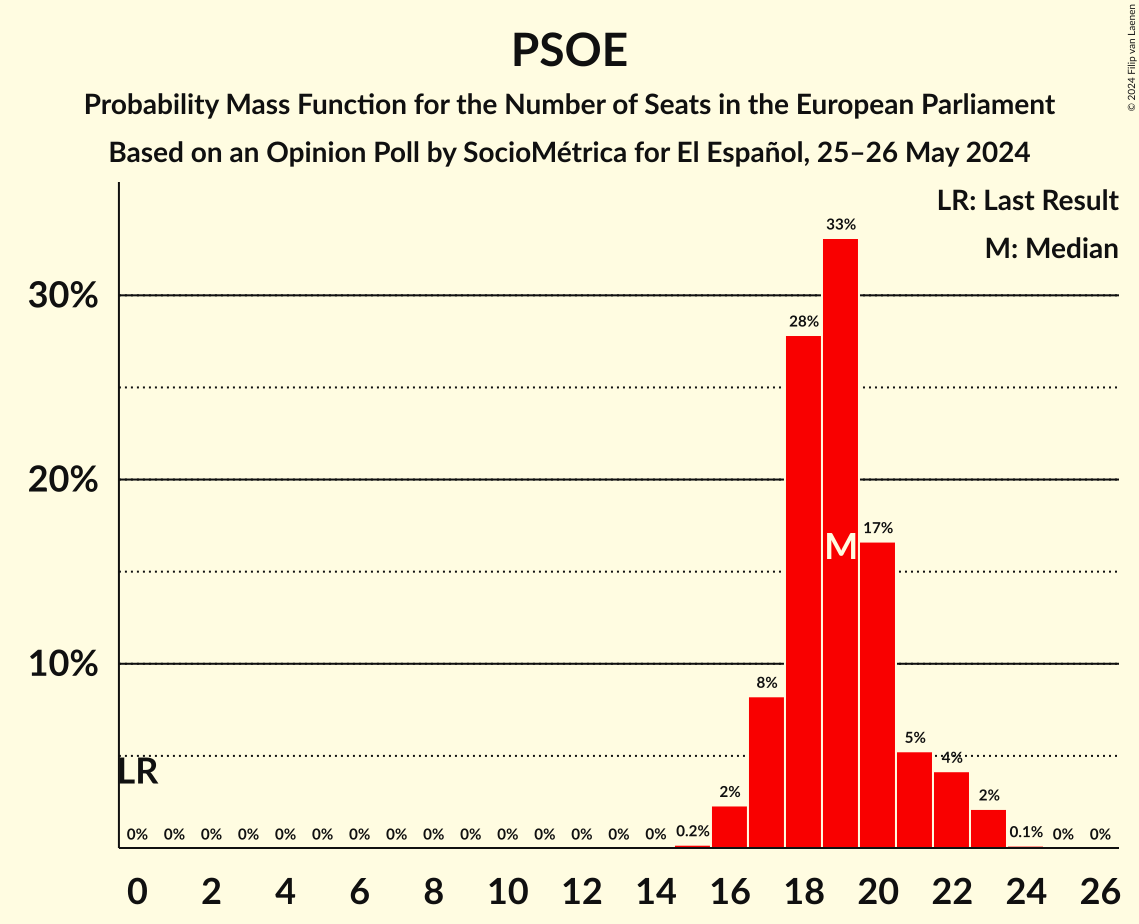 PSOE
Probability Mass Function for the Number of Seats in the European Parliament
Based on an Opinion Poll by SocioMétrica for El Español, 25–26 May 2024
© 2024 Filip van Laenen
LR: Last Result
M: Median
33%
30%
28%
20%
17%
M
10%
8%
5%
4%
LR
2%
2%
0% 0% 0% 0% 0% 0% 0% 0% 0% 0% 0% 0% 0% 0% 0% 0.2% 0.1% 0% 0%
0 2 4 6 8 10 12 14 16 18 20 22 24 26